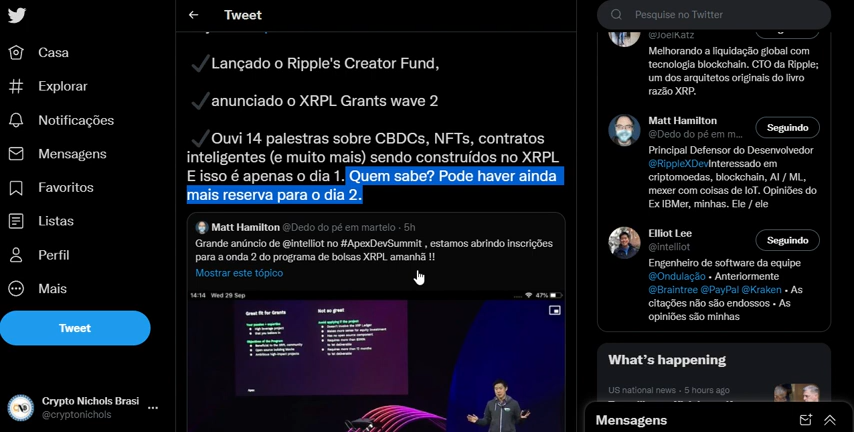 Tweet
Pesquise no Twitter
@JoelKatz
Casa
Lançado o Ripple's Creator Fund,
Melhorando a liquidação global com
tecnologia blockchain. CTO da Ripple;
um dos arquitetos originais do livro
razão XRP.
Explorar
anunciado o XRPL Grants wave 2
Notificações
Matt Hamilton
@Dedo do pé em m...
Seguindo
Ouvi 14 palestras sobre CBDCs, NFTs, contratos
inteligentes (e muito mais) sendo construídos no XRPL
E isso é apenas o dia 1. Quem sabe? Pode haver ainda
mais reserva para o dia 2.
Mensagens
Principal Defensor do Desenvolvedor
@RippleXDevInteressado em
criptomoedas, blockchain, AI / ML,
mexer com coisas de IoT. Opiniões do
Ex IBMer, minhas. Ele / ele
Favoritos
Listas
Matt Hamilton @Dedo do pé em martelo · 5h
Grande anúncio de @intelliot no #ApexDevSummit , estamos abrindo inscrições
para a onda 2 do programa de bolsas XRPL amanhã !!
Mostrar este tópico
Elliot Lee
@intelliot
Seguindo
Engenheiro de software da equipe
@Ondulação • Anteriormente
@Braintree @PayPal @Kraken • As
citações não são endossos • As
opiniões são minhas
Perfil
Mais
14:14 Wed 29 Sep
47%
Great fit for Grants
Not so great
Tweet
What's happening
US national news · 5 hours ago
Crypto Nichols Brasi
@cryptonichols
Mensagens